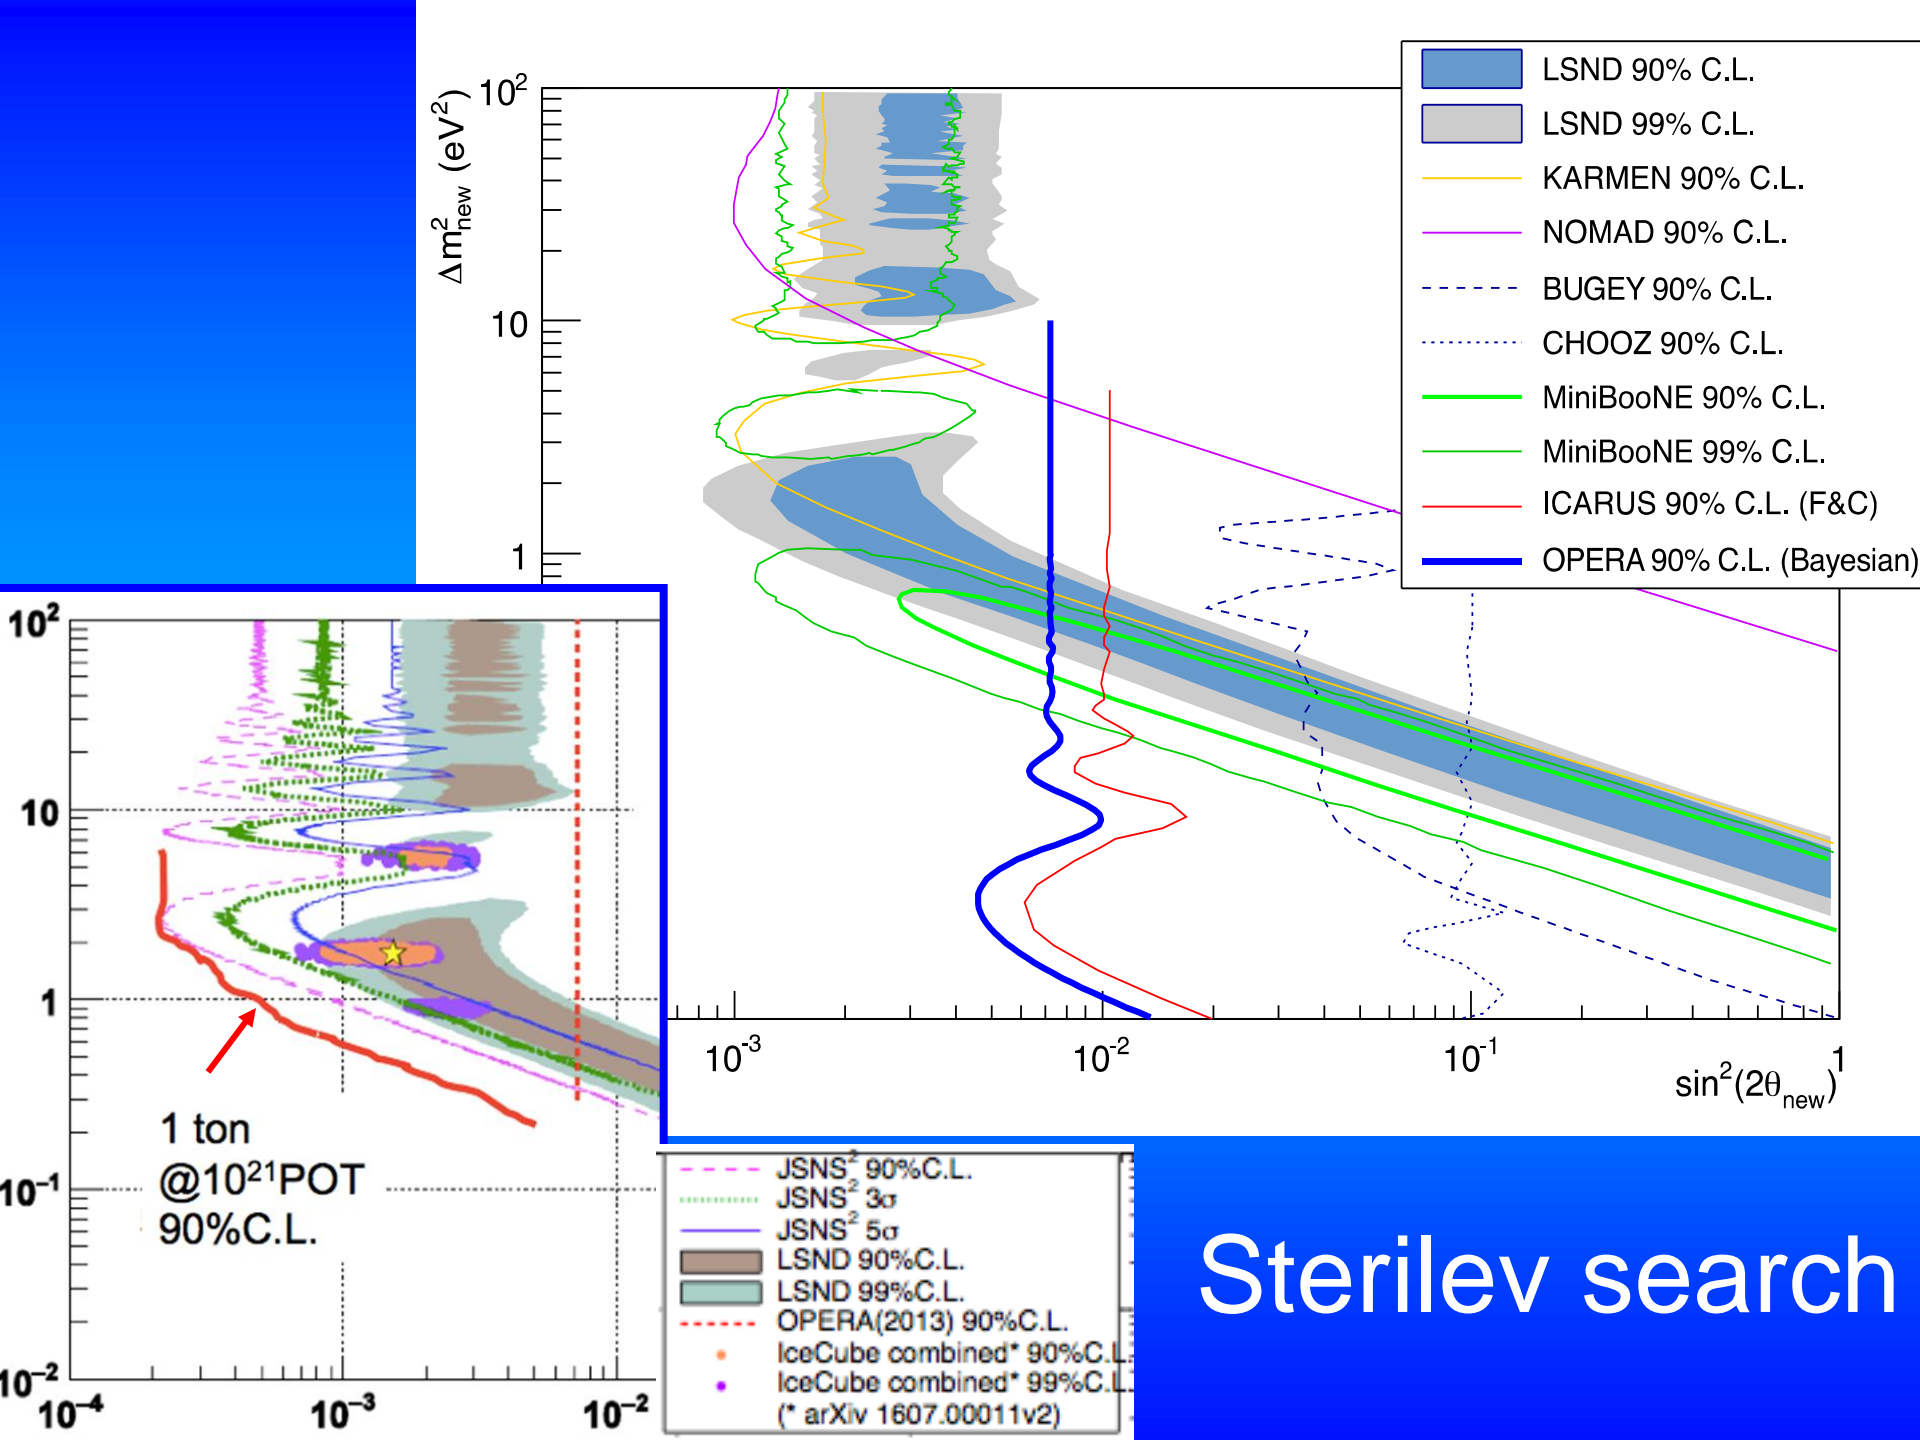 10²
Δm²new (eV²)
10
1
10⁻³
10⁻²
10⁻¹
1
sin²(2θnew)
LSND 90% C.L.
LSND 99% C.L.
KARMEN 90% C.L.
NOMAD 90% C.L.
BUGEY 90% C.L.
CHOOZ 90% C.L.
MiniBooNE 90% C.L.
MiniBooNE 99% C.L.
ICARUS 90% C.L. (F&C)
OPERA 90% C.L. (Bayesian)
10²
10
1
10⁻¹
10⁻²
10⁻⁴
10⁻³
10⁻²
1 ton
@10²¹POT
90%C.L.
JSNS² 90%C.L.
JSNS² 3σ
JSNS² 5σ
LSND 90%C.L.
LSND 99%C.L.
OPERA(2013) 90%C.L.
IceCube combined* 90%C.L.
IceCube combined* 99%C.L.
(* arXiv 1607.00011v2)
Sterilev search